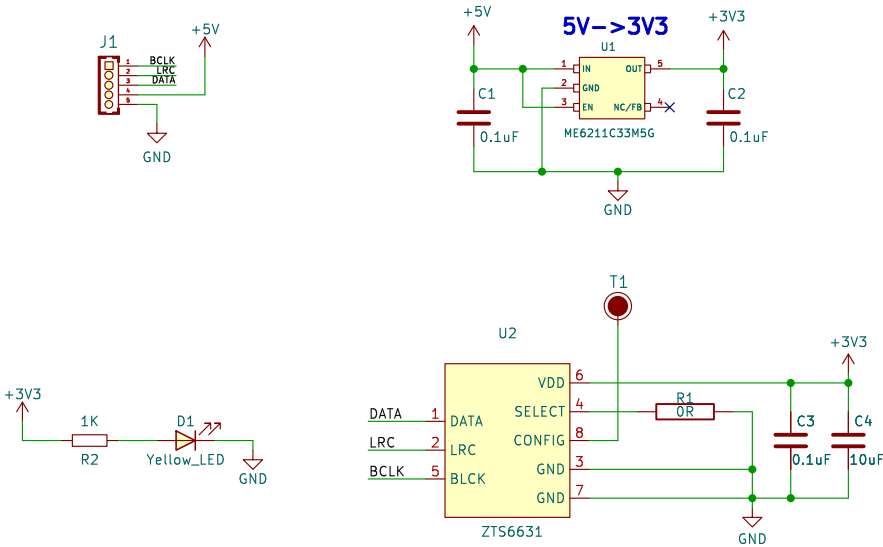 +5V
+5V
5V->3V3
+3V3
J1
U1
1 BCLK
2 LRC
3 DATA
4
5
GND
1 IN OUT 5
2 GND
3 EN NC/FB 4
C1
0.1uF
C2
0.1uF
ME6211C33M5G
GND
T1
U2
+3V3
VDD 6
R1
0R
SELECT 4
DATA 1 DATA
CONFIG 8
LRC 2 LRC
GND 3
BCLK 5 BLCK
GND 7
C3
0.1uF
C4
10uF
ZTS6631
GND
+3V3
1K
R2
D1
Yellow_LED
GND